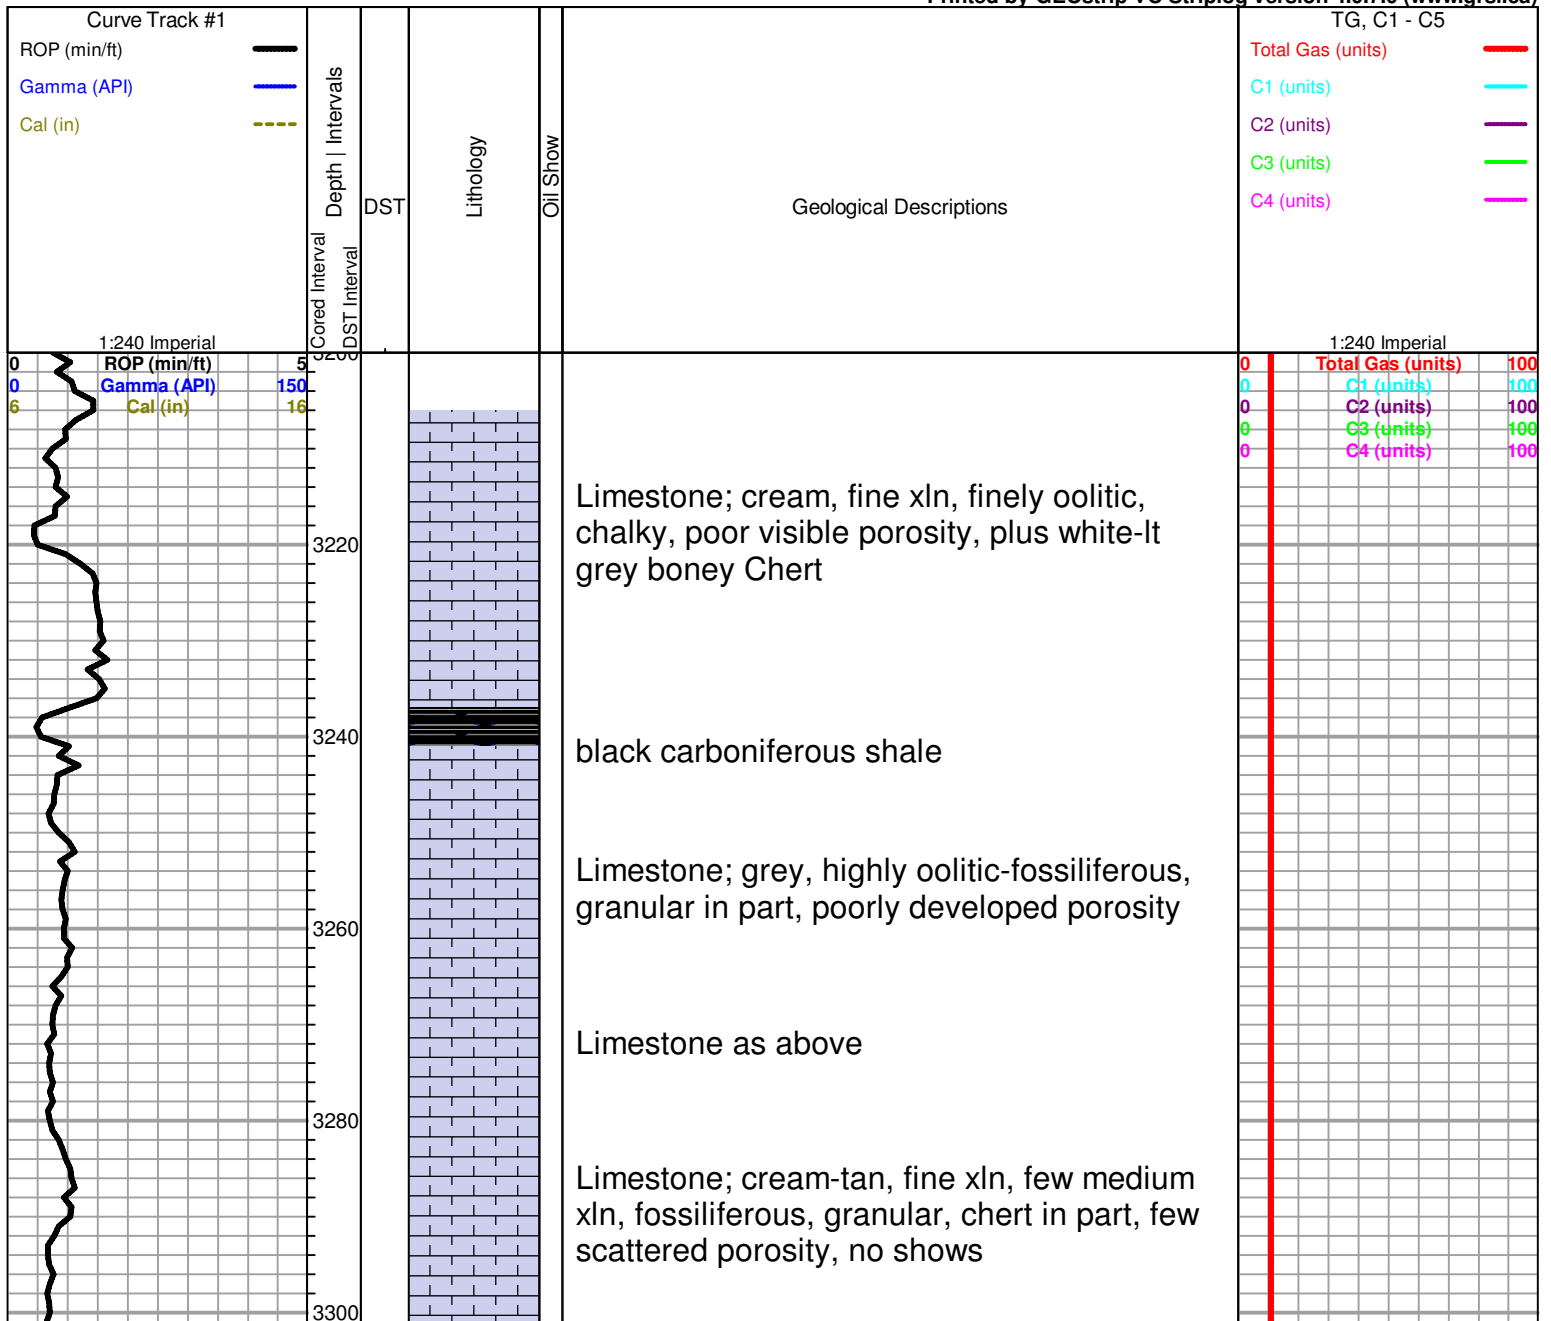 Curve Track #1
ROP (min/ft)
Gamma (API)
Cal (in)
1:240 Imperial
Depth | Intervals
Cored Interval
DST Interval
DST
Lithology
Oil Show
Geological Descriptions
TG, C1 - C5
Total Gas (units)
C1 (units)
C2 (units)
C3 (units)
C4 (units)
1:240 Imperial
0 ROP (min/ft) 5
0 Gamma (API) 150
6 Cal (in) 16
0 Total Gas (units) 100
0 C1 (units) 100
0 C2 (units) 100
0 C3 (units) 100
0 C4 (units) 100
Limestone; cream, fine xln, finely oolitic,
chalky, poor visible porosity, plus white-lt
grey boney Chert
3220
black carboniferous shale
3240
Limestone; grey, highly oolitic-fossiliferous,
granular in part, poorly developed porosity
3260
Limestone as above
3280
Limestone; cream-tan, fine xln, few medium
xln, fossiliferous, granular, chert in part, few
scattered porosity, no shows
3300